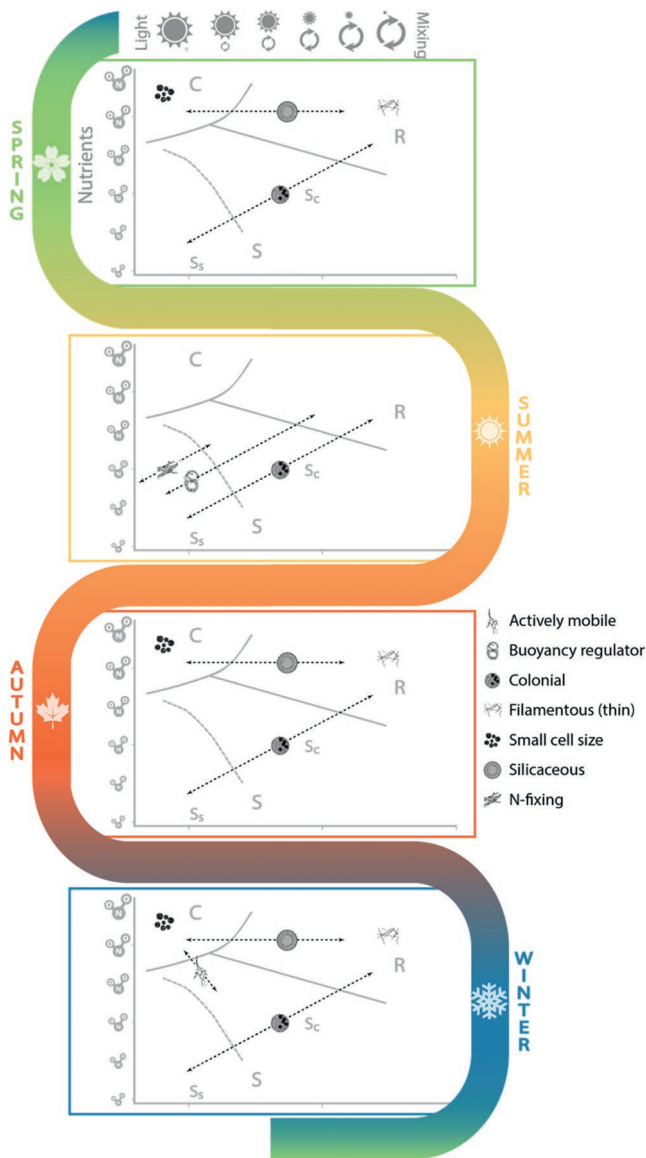 Light
Mixing
SPRING
Nutrients
O N O
C
R
Sc
Ss
S
SUMMER
O N O
C
R
Sc
Ss
S
AUTUMN
O N O
C
R
Sc
Ss
S
Actively mobile
Buoyancy regulator
Colonial
Filamentous (thin)
Small cell size
Silicaceous
N-fixing
WINTER
O N O
C
R
Sc
Ss
S